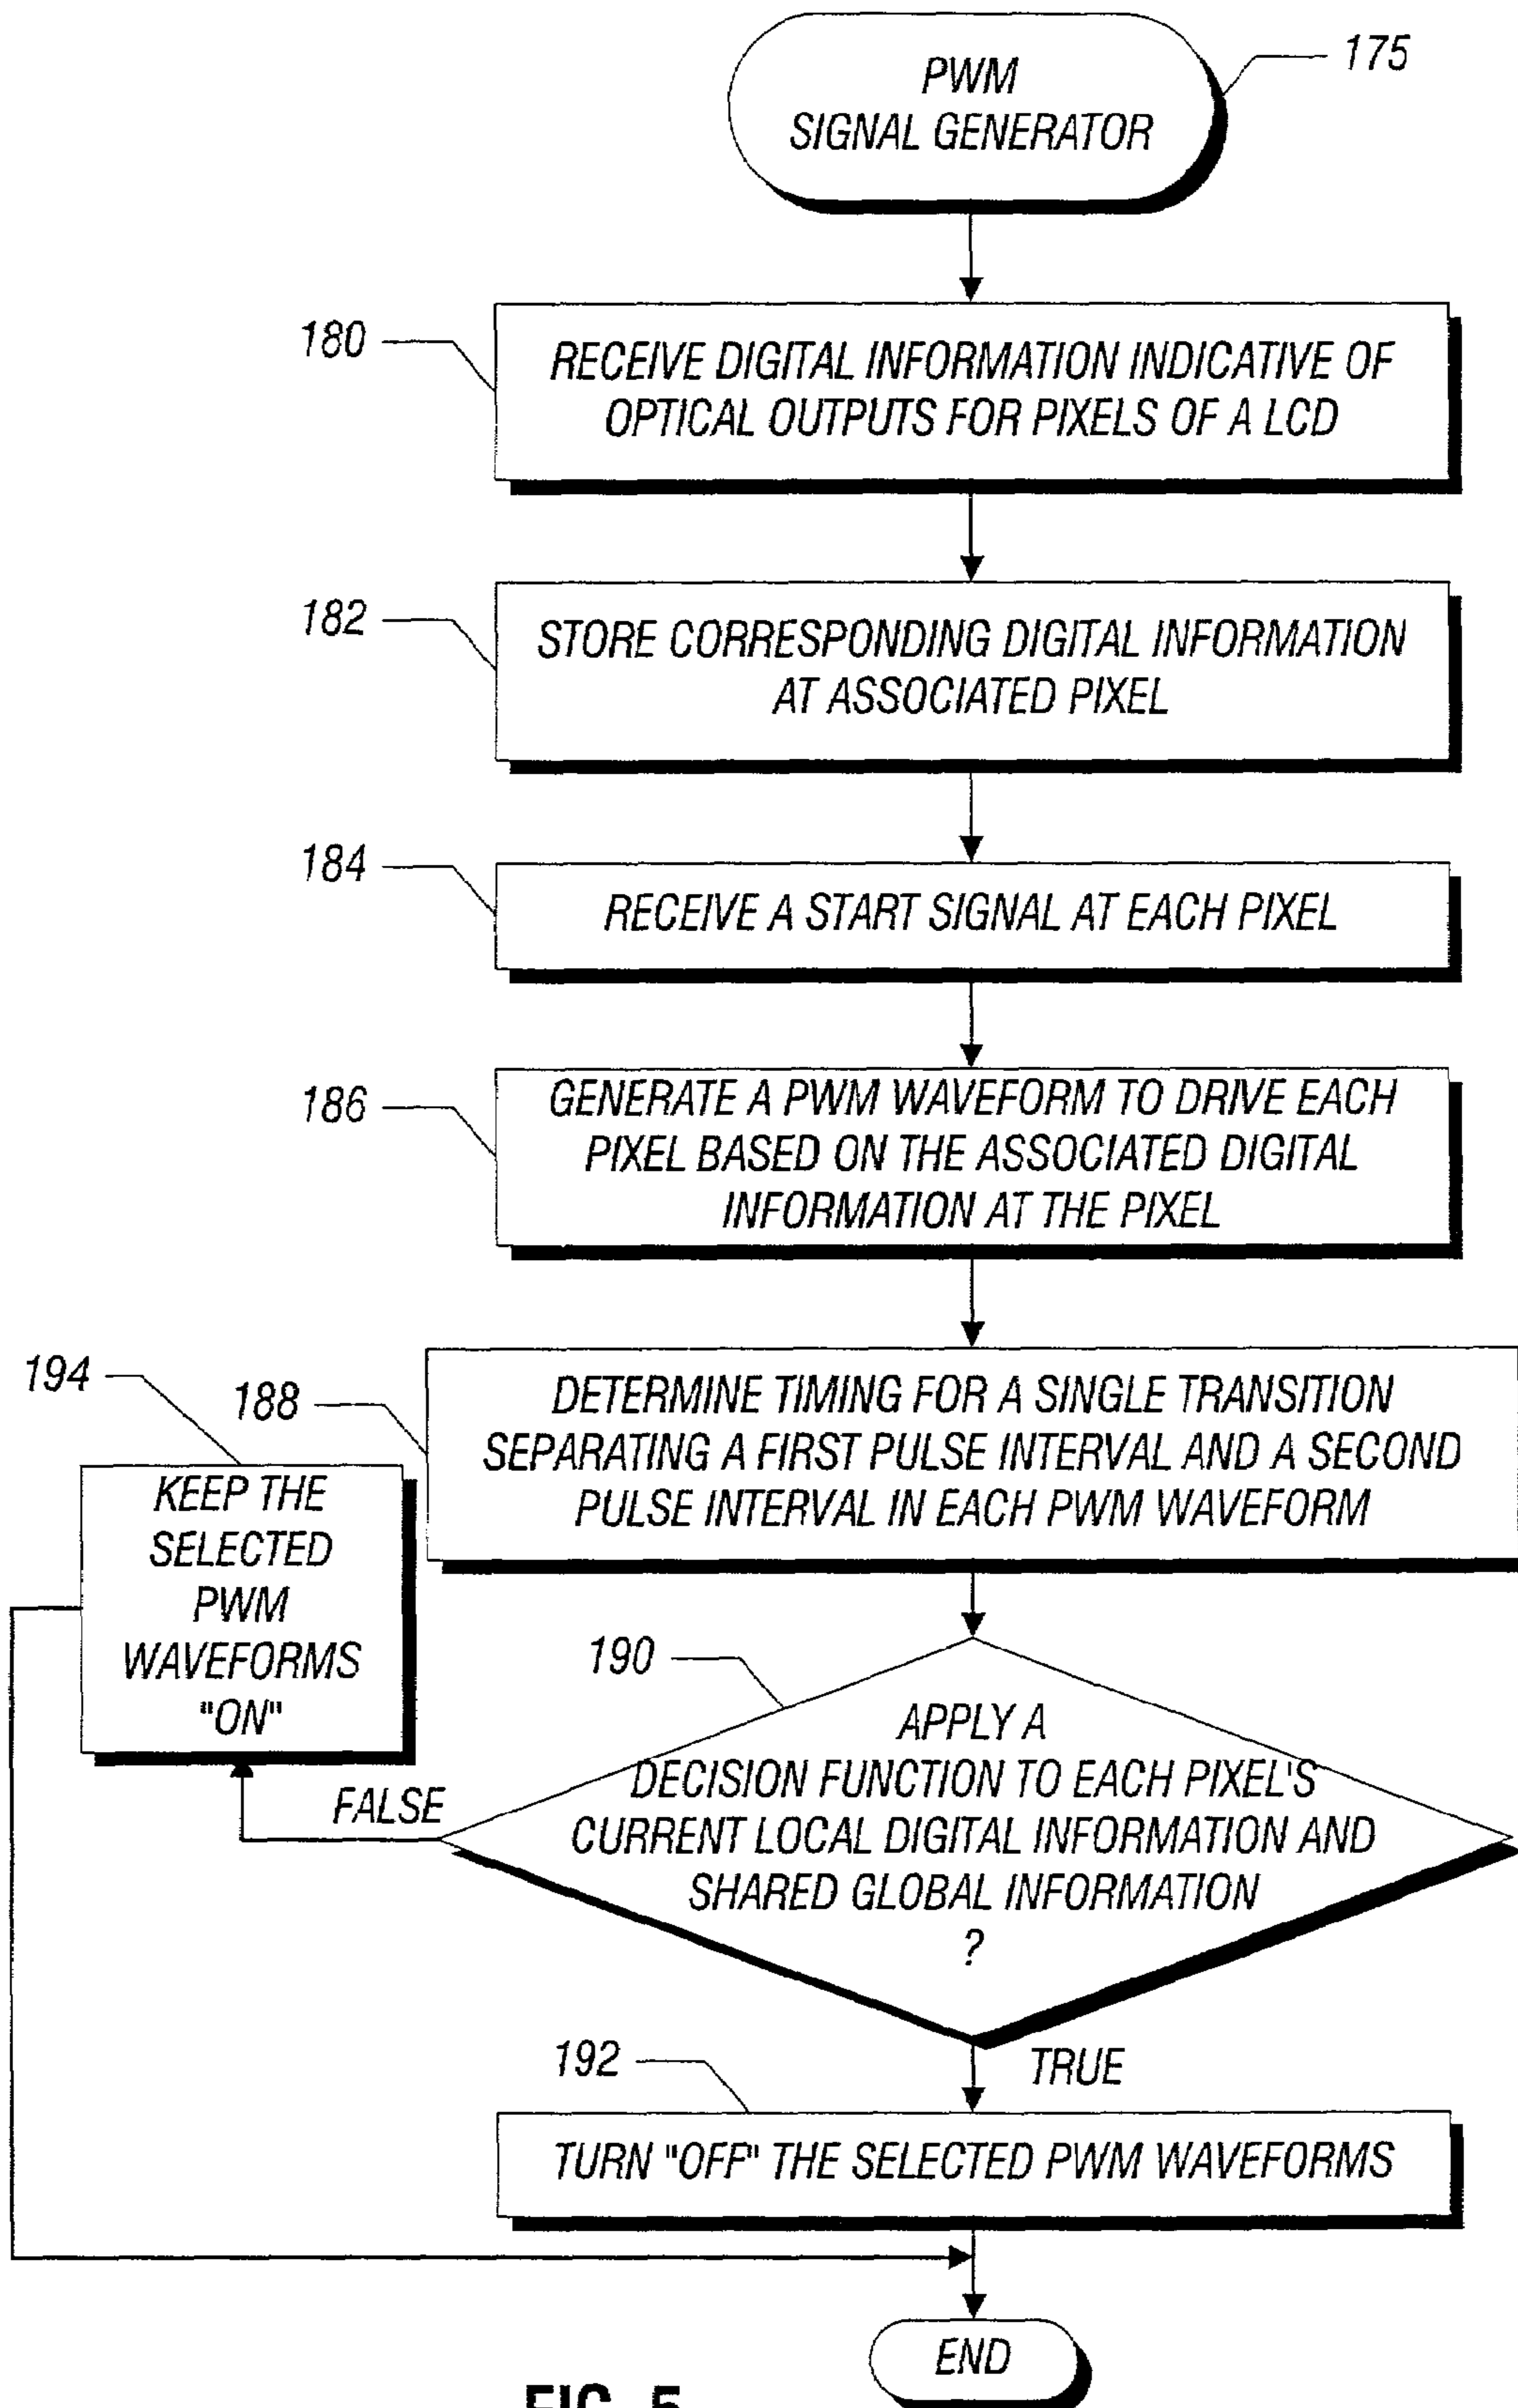 PWM
SIGNAL GENERATOR
175
180
RECEIVE DIGITAL INFORMATION INDICATIVE OF
OPTICAL OUTPUTS FOR PIXELS OF A LCD
182
STORE CORRESPONDING DIGITAL INFORMATION
AT ASSOCIATED PIXEL
184
RECEIVE A START SIGNAL AT EACH PIXEL
186
GENERATE A PWM WAVEFORM TO DRIVE EACH
PIXEL BASED ON THE ASSOCIATED DIGITAL
INFORMATION AT THE PIXEL
188
DETERMINE TIMING FOR A SINGLE TRANSITION
SEPARATING A FIRST PULSE INTERVAL AND A SECOND
PULSE INTERVAL IN EACH PWM WAVEFORM
194
KEEP THE
SELECTED
PWM
WAVEFORMS
"ON"
190
APPLY A
DECISION FUNCTION TO EACH PIXEL'S
CURRENT LOCAL DIGITAL INFORMATION AND
SHARED GLOBAL INFORMATION
?
FALSE
TRUE
192
TURN "OFF" THE SELECTED PWM WAVEFORMS
END
FIG. 5